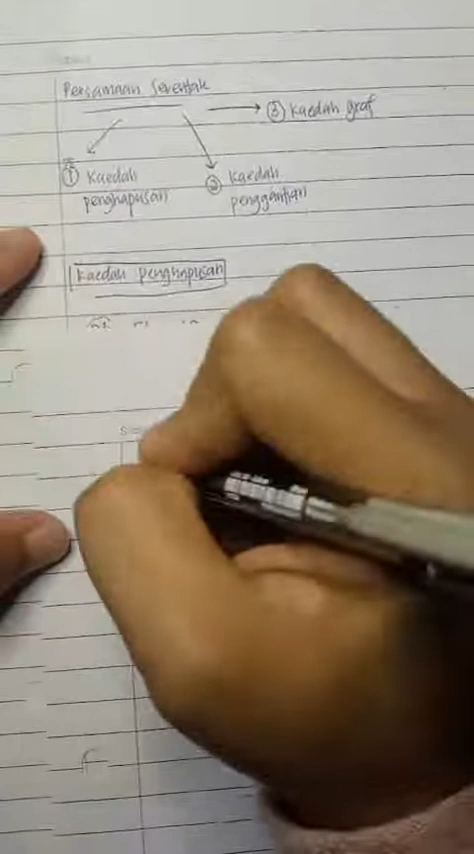 Persamaan Serentak
③ kaedah graf
① kaedah
penghapusan
② kaedah
penggantian
kaedah penghapusan